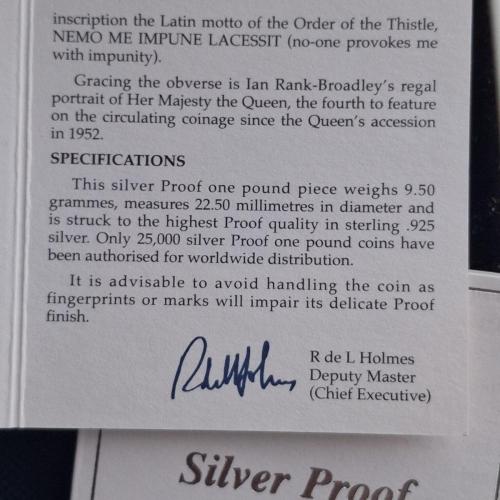 inscription the Latin motto of the Order of the Thistle,
NEMO ME IMPUNE LACESSIT (no-one provokes me
with impunity).
Gracing the obverse is Ian Rank-Broadley's regal
portrait of Her Majesty the Queen, the fourth to feature
on the circulating coinage since the Queen's accession
in 1952.
SPECIFICATIONS
This silver Proof one pound piece weighs 9.50
grammes, measures 22.50 millimetres in diameter and
is struck to the highest Proof quality in sterling .925
silver. Only 25,000 silver Proof one pound coins have
been authorised for worldwide distribution.
It is advisable to avoid handling the coin as
fingerprints or marks will impair its delicate Proof
finish.
R de L Holmes
R de L Holmes
Deputy Master
(Chief Executive)
Silver Proof